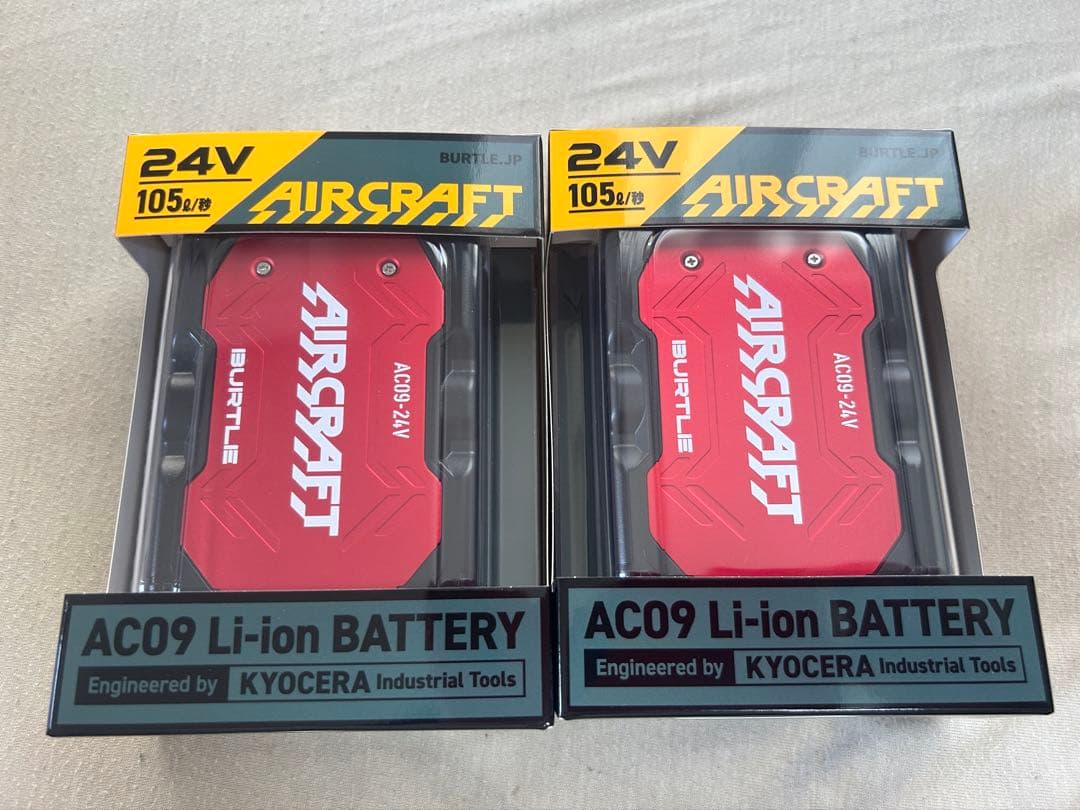 24V
BURTLE.JP
105ℓ/秒
AIRCRAFT
BURTLE
AIRCRAFT
AC09-24V
AC09 Li-ion BATTERY
Engineered by KYOCERA Industrial Tools
24V
BURTLE.JP
105ℓ/秒
AIRCRAFT
BURTLE
AIRCRAFT
AC09-24V
AC09 Li-ion BATTERY
Engineered by KYOCERA Industrial Tools